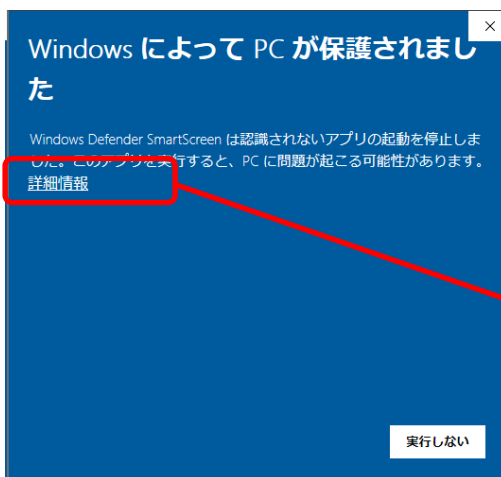 ×
Windows によって PC が保護されまし
た
Windows Defender SmartScreen は認識されないアプリの起動を停止しま
した。このアプリを実行すると、PC に問題が起こる可能性があります。
詳細情報
実行しない